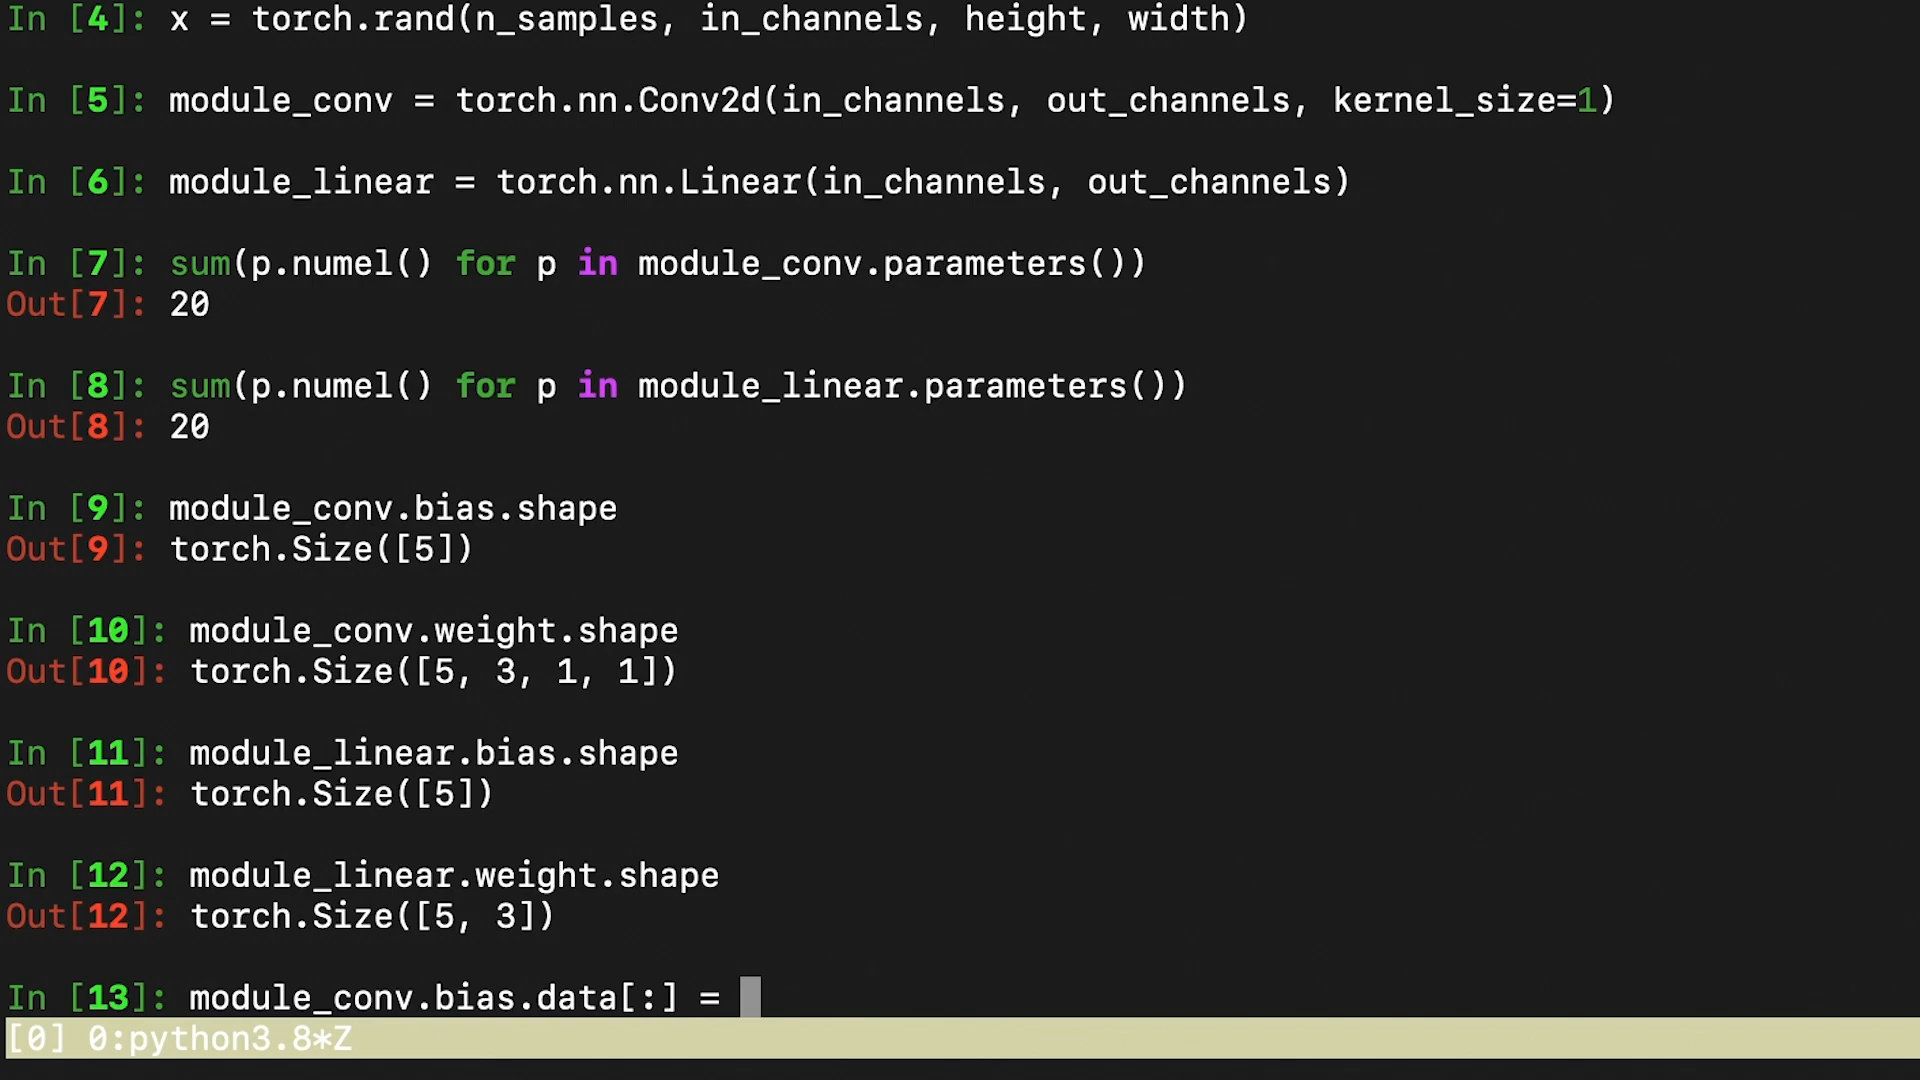 In [4]: x = torch.rand(n_samples, in_channels, height, width)
In [5]: module_conv = torch.nn.Conv2d(in_channels, out_channels, kernel_size=1)
In [6]: module_linear = torch.nn.Linear(in_channels, out_channels)
In [7]: sum(p.numel() for p in module_conv.parameters())
Out[7]: 20
In [8]: sum(p.numel() for p in module_linear.parameters())
Out[8]: 20
In [9]: module_conv.bias.shape
Out[9]: torch.Size([5])
In [10]: module_conv.weight.shape
Out[10]: torch.Size([5, 3, 1, 1])
In [11]: module_linear.bias.shape
Out[11]: torch.Size([5])
In [12]: module_linear.weight.shape
Out[12]: torch.Size([5, 3])
In [13]: module_conv.bias.data[:] =
[0] 0:python3.8*Z